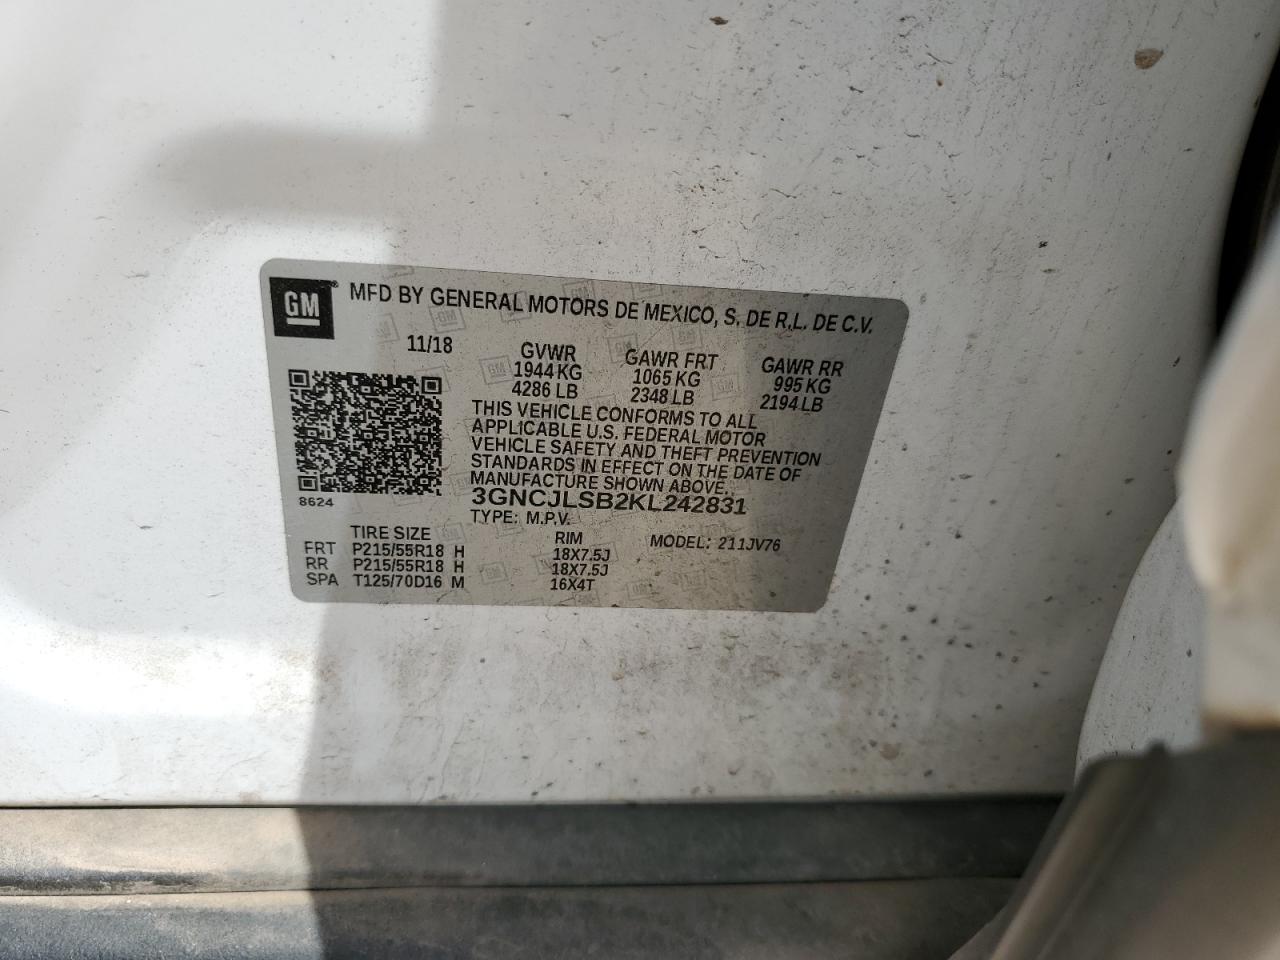 GM
MFD BY GENERAL MOTORS DE MEXICO, S. DE R.L. DE C.V.
11/18
GVWR
1944 KG
4286 LB
GAWR FRT
1065 KG
2348 LB
GAWR RR
995 KG
2194 LB
THIS VEHICLE CONFORMS TO ALL
APPLICABLE U.S. FEDERAL MOTOR
VEHICLE SAFETY AND THEFT PREVENTION
STANDARDS IN EFFECT ON THE DATE OF
MANUFACTURE SHOWN ABOVE.
3GNCJLSB2KL242831
8624
TYPE: M.P.V.
TIRE SIZE
RIM
MODEL: 211JV76
FRT P215/55R18 H 18X7.5J
RR P215/55R18 H 18X7.5J
SPA T125/70D16 M 16X4T